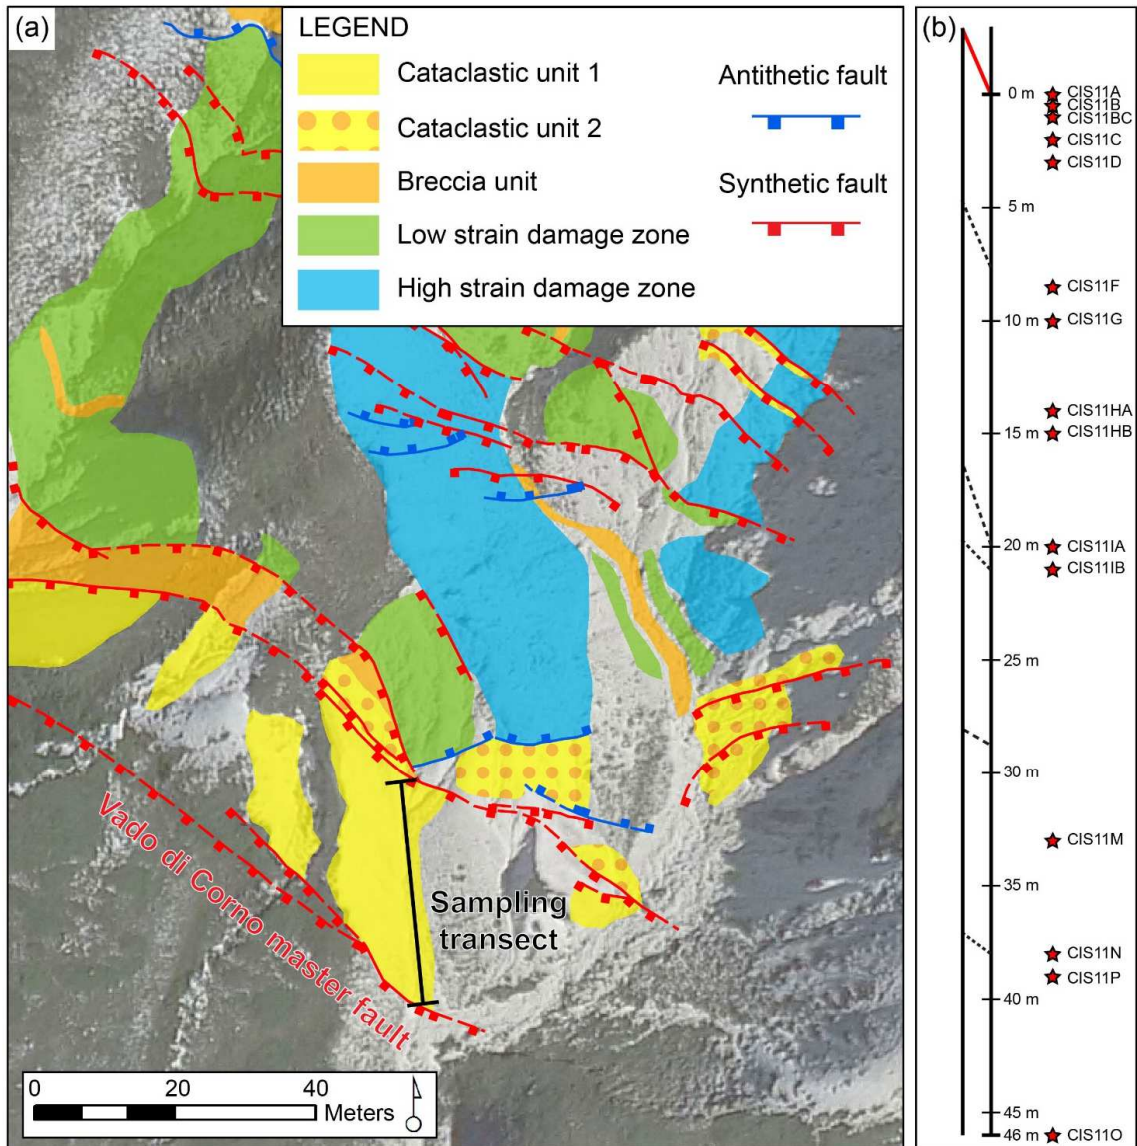 (a)
LEGEND
Cataclastic unit 1
Cataclastic unit 2
Breccia unit
Low strain damage zone
High strain damage zone
Antithetic fault
Synthetic fault
Vado di Corno master fault
Sampling
transect
0 20 40
Meters
(b)
0 m
CIS11A
CIS11B
CIS11BC
CIS11C
CIS11D
5 m
CIS11F
10 m
CIS11G
CIS11HA
15 m
CIS11HB
20 m
CIS11IA
CIS11IB
25 m
30 m
CIS11M
35 m
CIS11N
CIS11P
40 m
45 m
46 m
CIS11O